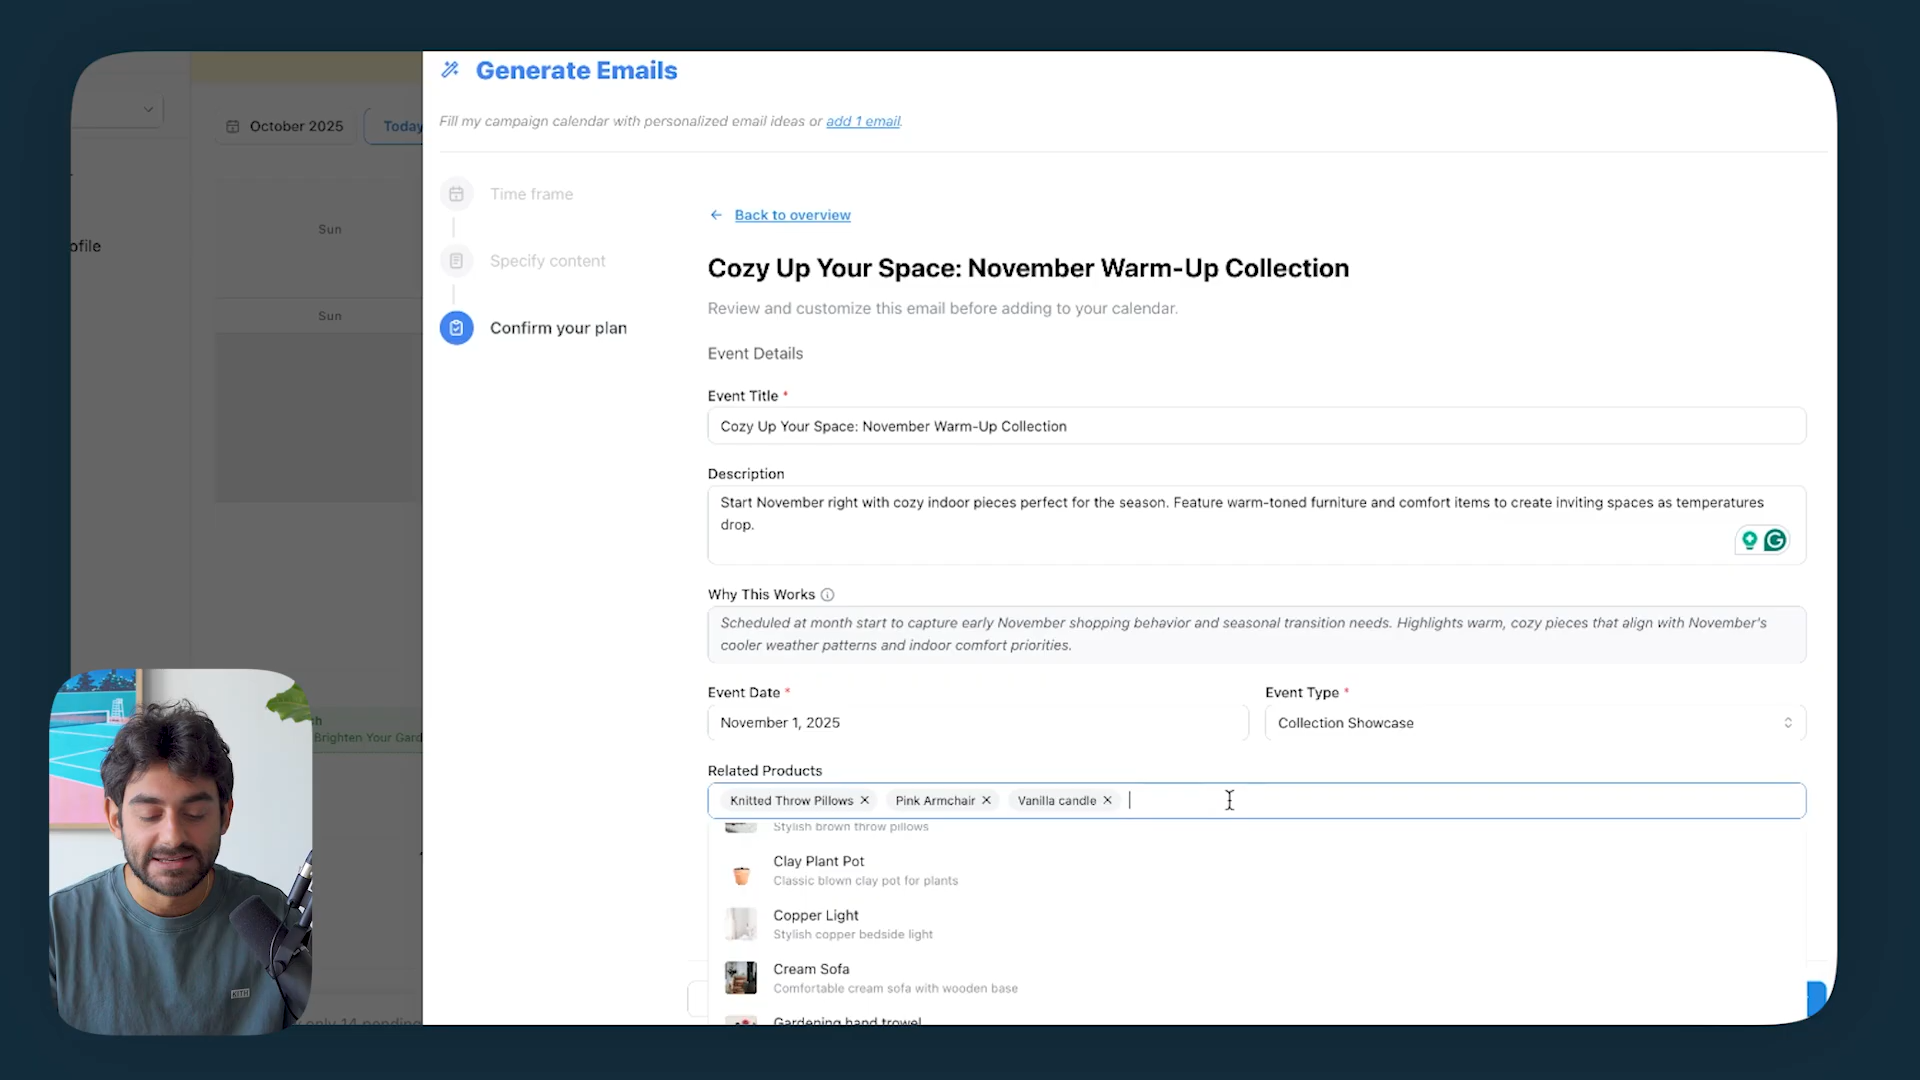 Generate Emails
Fill my campaign calendar with personalized email ideas or add 1 email.
October 2025
Today
Time frame
Back to overview
Sun
ofile
Specify content
Cozy Up Your Space: November Warm-Up Collection
Review and customize this email before adding to your calendar.
Sun
Confirm your plan
Event Details
Event Title *
Cozy Up Your Space: November Warm-Up Collection
Description
Start November right with cozy indoor pieces perfect for the season. Feature warm-toned furniture and comfort items to create inviting spaces as temperatures
drop.
Why This Works
Scheduled at month start to capture early November shopping behavior and seasonal transition needs. Highlights warm, cozy pieces that align with November's
cooler weather patterns and indoor comfort priorities.
Event Date *
Event Type *
November 1, 2025
Collection Showcase
Brighten Your Gard
Related Products
Knitted Throw Pillows × Pink Armchair × Vanilla candle ×
Stylish brown throw pillows
Clay Plant Pot
Classic blown clay pot for plants
Copper Light
Stylish copper bedside light
Cream Sofa
Comfortable cream sofa with wooden base
Gardening hand trowel
only 14 pending